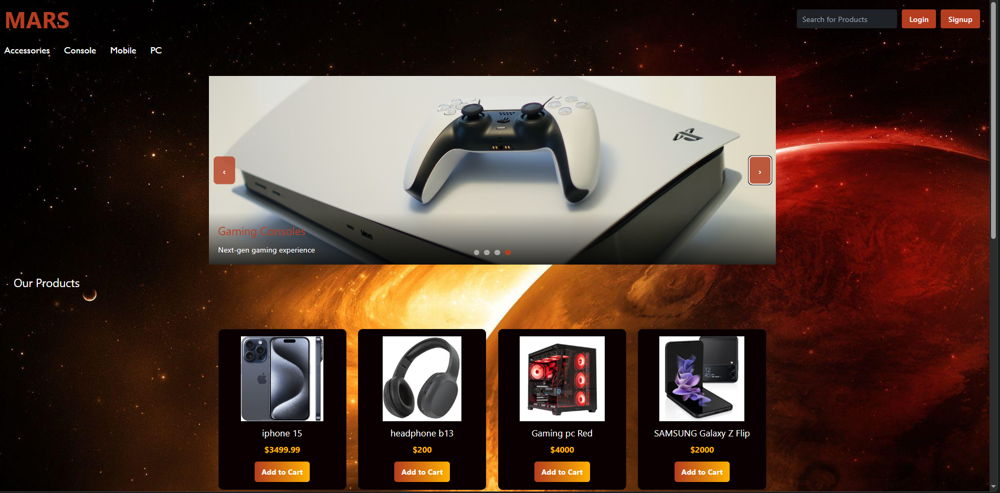 MARS
Search for Products
Login
Signup
Accessories
Console
Mobile
PC
‹
›
Gaming Consoles
Next-gen gaming experience
Our Products
iphone 15
$3499.99
Add to Cart
headphone b13
$200
Add to Cart
Gaming pc Red
$4000
Add to Cart
12
45
SAMSUNG Galaxy Z Flip
$2000
Add to Cart